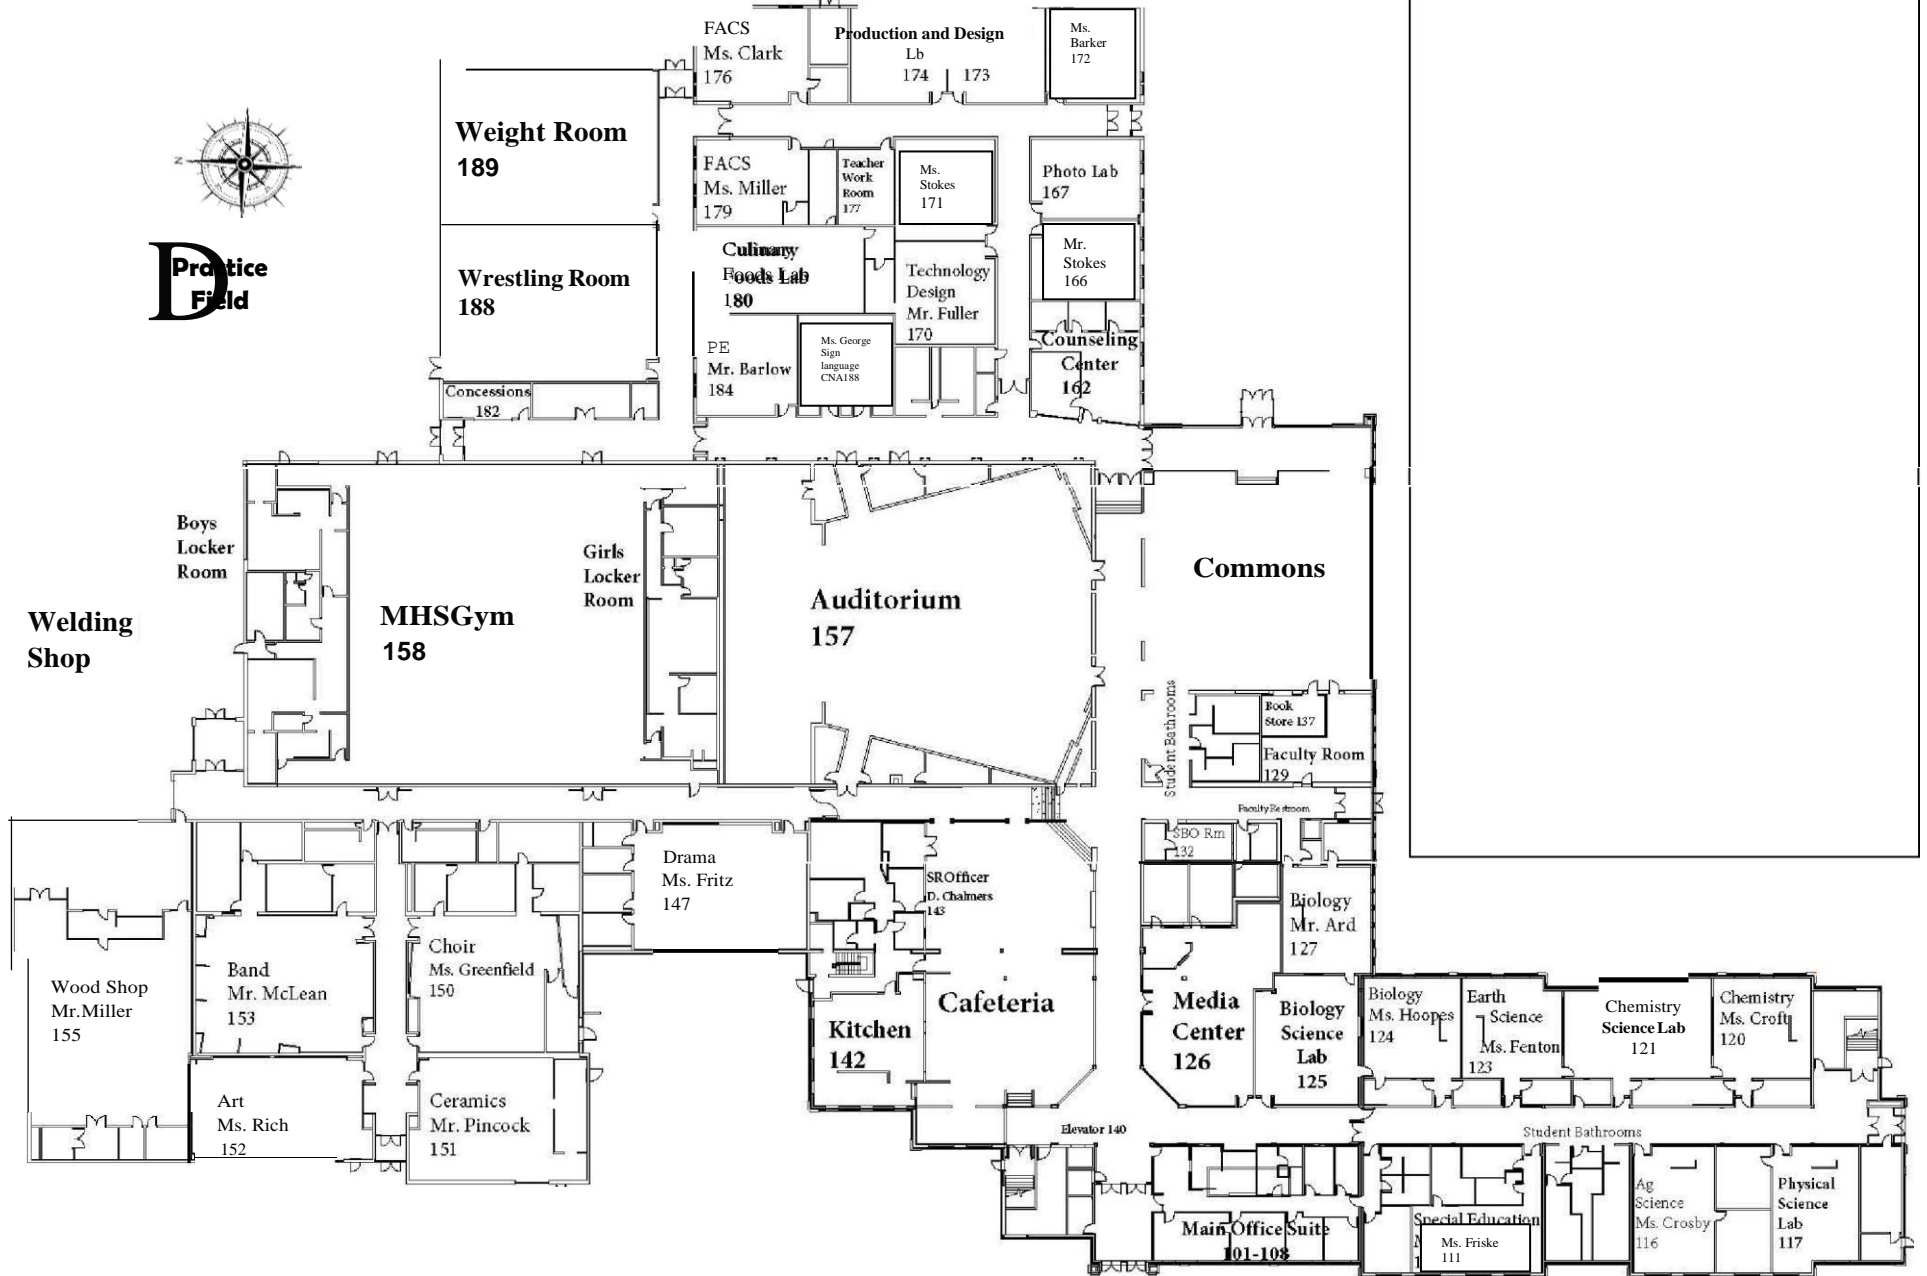 FACS
Ms. Clark
176
Production and Design
Lb
174
173
Ms.
Barker
172
Weight Room
189
FACS
Ms. Miller
179
Teacher
Work
Room
177
Ms.
Stokes
171
Photo Lab
167
N
D
Practice
Field
Wrestling Room
188
Culinary
Foods Lab
180
Technology
Design
Mr. Fuller
170
Mr.
Stokes
166
PE
Mr. Barlow
184
Ms. George
Sign
language
CNA188
Counseling
Center
162
Concessions
182
Boys
Locker
Room
Girls
Locker
Room
Welding
Shop
MHSGym
158
Auditorium
157
Commons
Student Bathrooms
Book
Store 137
Faculty Room
129
Faculty Restroom
SBO Rm
132
Drama
Ms. Fritz
147
SROfficer
D. Chalmers
143
Biology
Mr. Ard
127
Wood Shop
Mr.Miller
155
Band
Mr. McLean
153
Choir
Ms. Greenfield
150
Kitchen
142
Cafeteria
Media
Center
126
Biology
Science
Lab
125
Biology
Ms. Hoopes
124
Earth
Science
Ms. Fenton
123
Chemistry
Science Lab
121
Chemistry
Ms. Croft
120
Art
Ms. Rich
152
Ceramics
Mr. Pincock
151
Elevator 140
Student Bathrooms
Main Office Suite
101-108
Special Education
Ms. Friske
111
Ag
Science
Ms. Crosby
116
Physical
Science
Lab
117